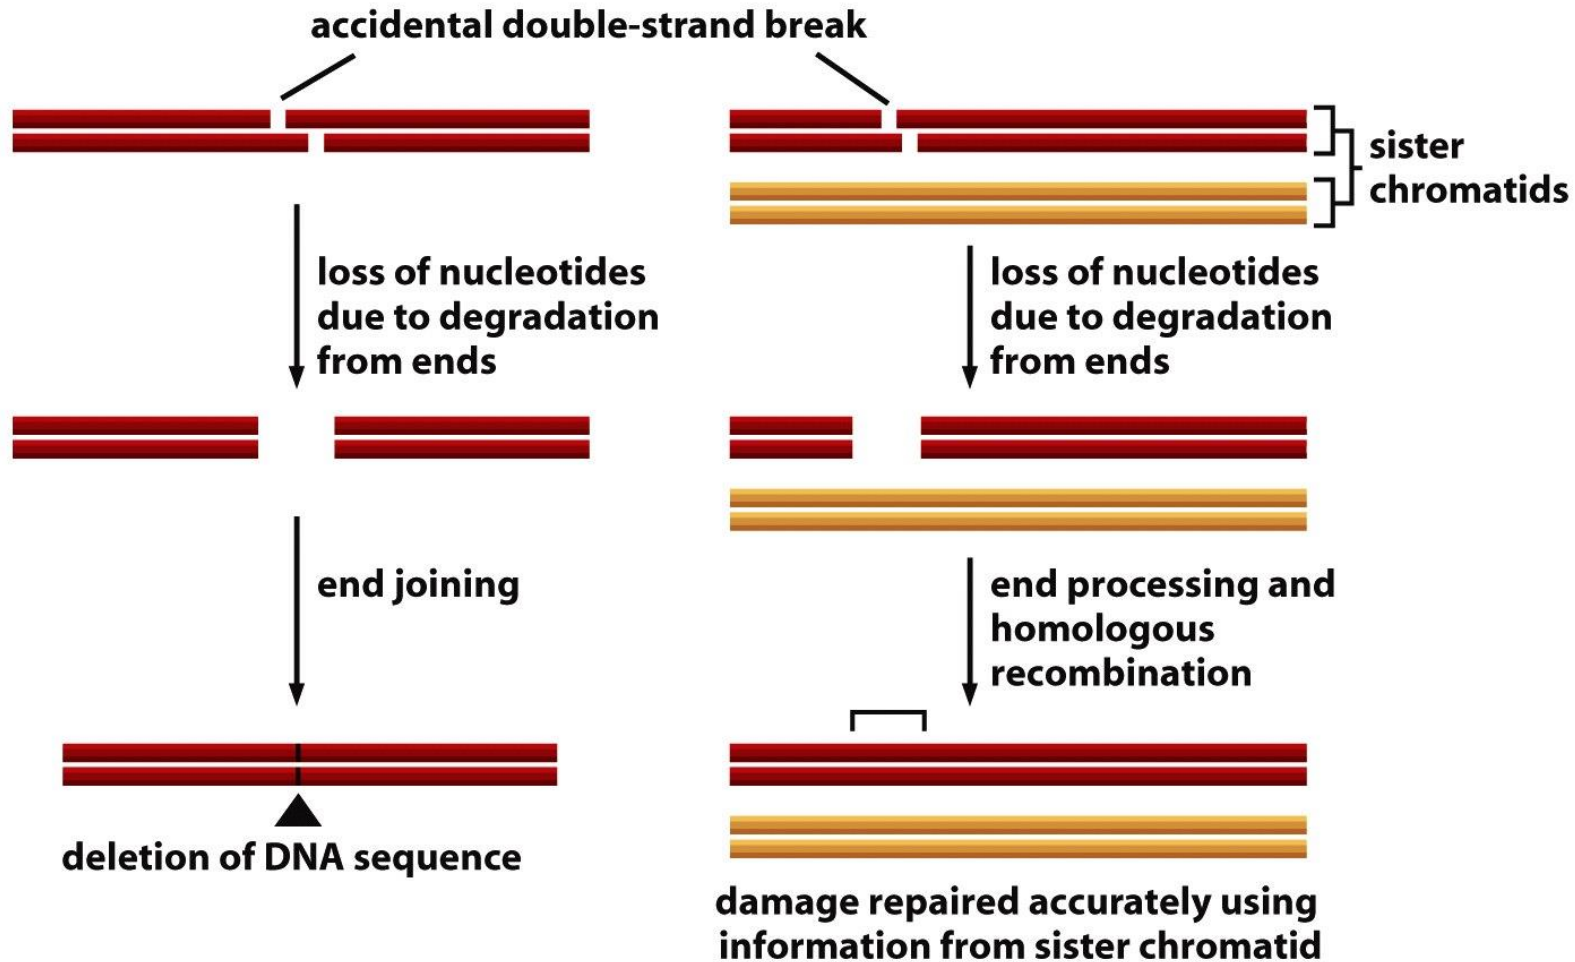 accidental double-strand break
sister
chromatids
loss of nucleotides
due to degradation
from ends
loss of nucleotides
due to degradation
from ends
end joining
end processing and
homologous
recombination
deletion of DNA sequence
damage repaired accurately using
information from sister chromatid